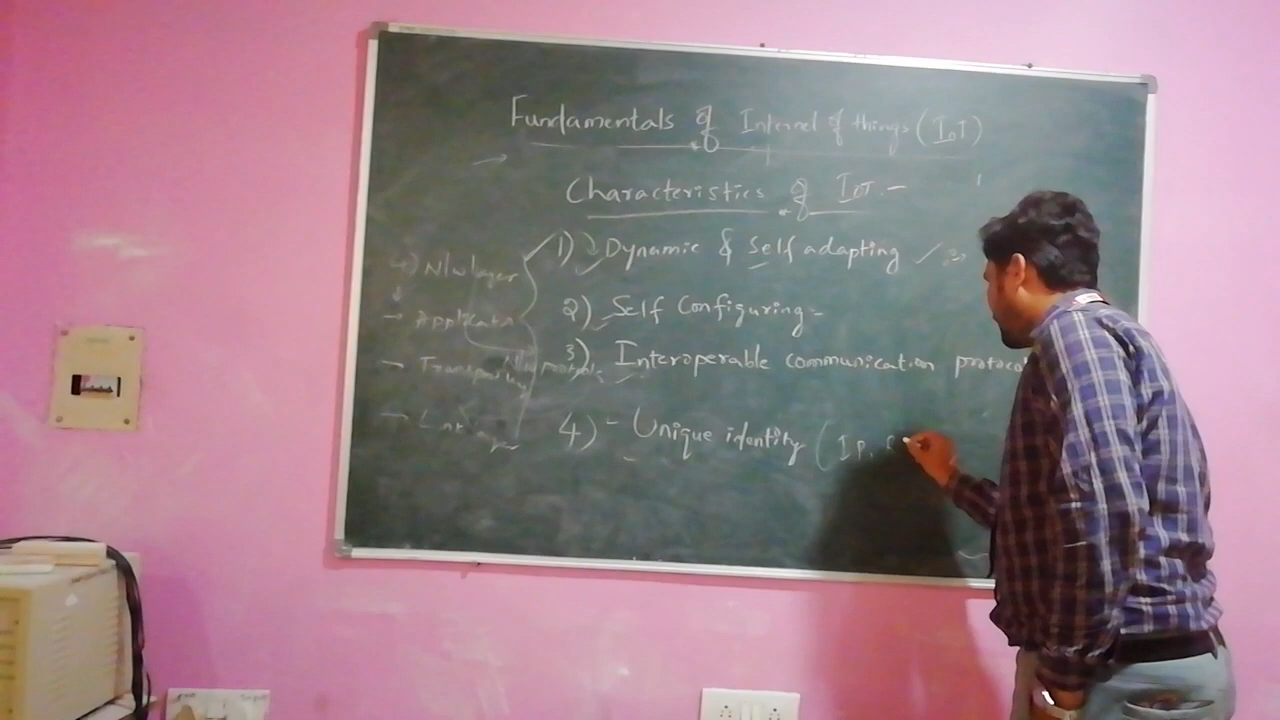 Fundamentals of Internet of things (IoT)
Characteristics of IoT:-
1) Dynamic & Self adapting
2) Self Configuring -
3) Interoperable communication
4) - Unique identity (IP,
N/w layer